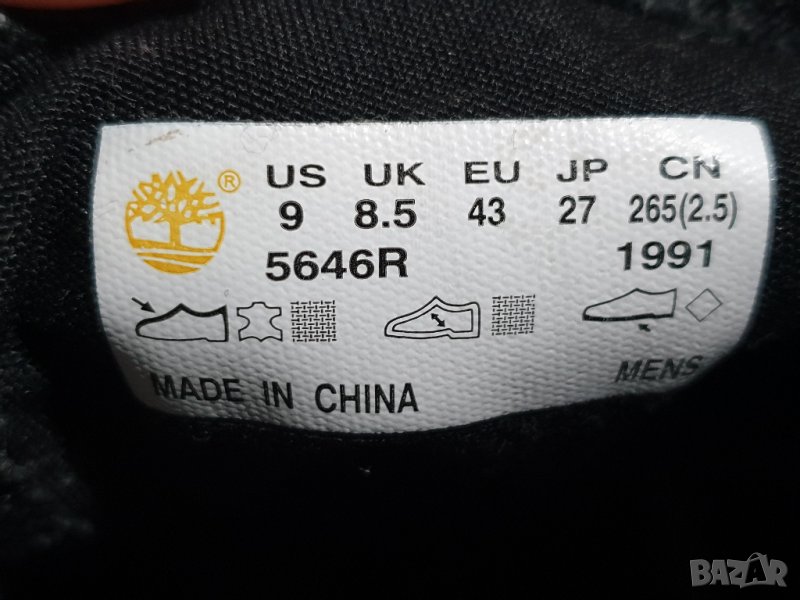 ® US UK EU JP CN
9 8.5 43 27 265(2.5)
5646R 1991
MADE IN CHINA MENS
BAZAR